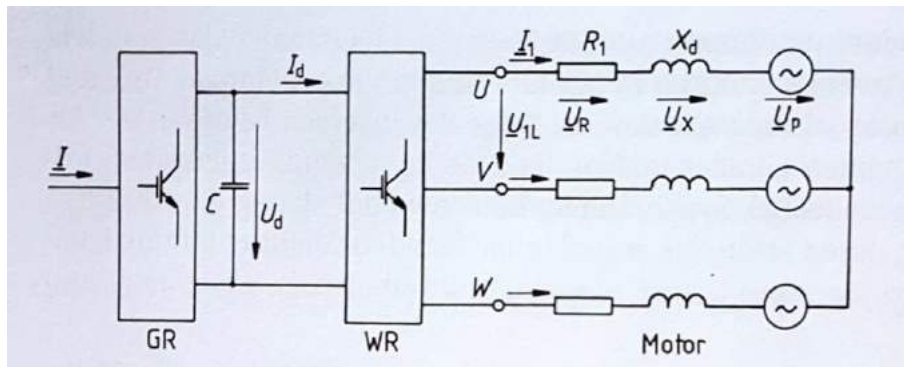 I
GR
C
U_d
I_d
WR
I_1 R_1 X_d
U
U_R U_X U_p
U_1L
V
W
Motor